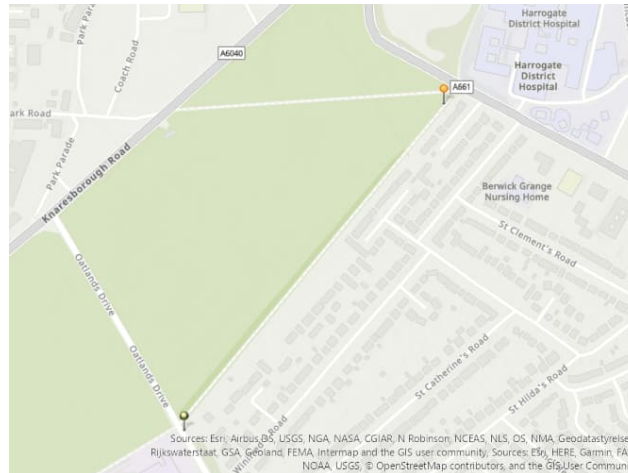 Park Para
Coach Road
A6040
Harrogate
District Hospital
Harrogate
District
Hospital
A661
ark Road
Park Parade
Knaresborough Road
Berwick Grange
Nursing Home
St Clement's Road
Oatlands Drive
Oatlands Drive
St Catherine's Road
St Hilda's Road
Road
Sources: Esri, Airbus DS, USGS, NGA, NASA, CGIAR, N Robinson, NCEAS, NLS, OS, NMA, Geodatastyrelse
Rijkswaterstaat, GSA, Geoland, FEMA, Intermap and the GIS user community, Sources: Esri, HERE, Garmin, FA
NOAA, USGS, © OpenStreetMap contributors, and the GIS User Commun